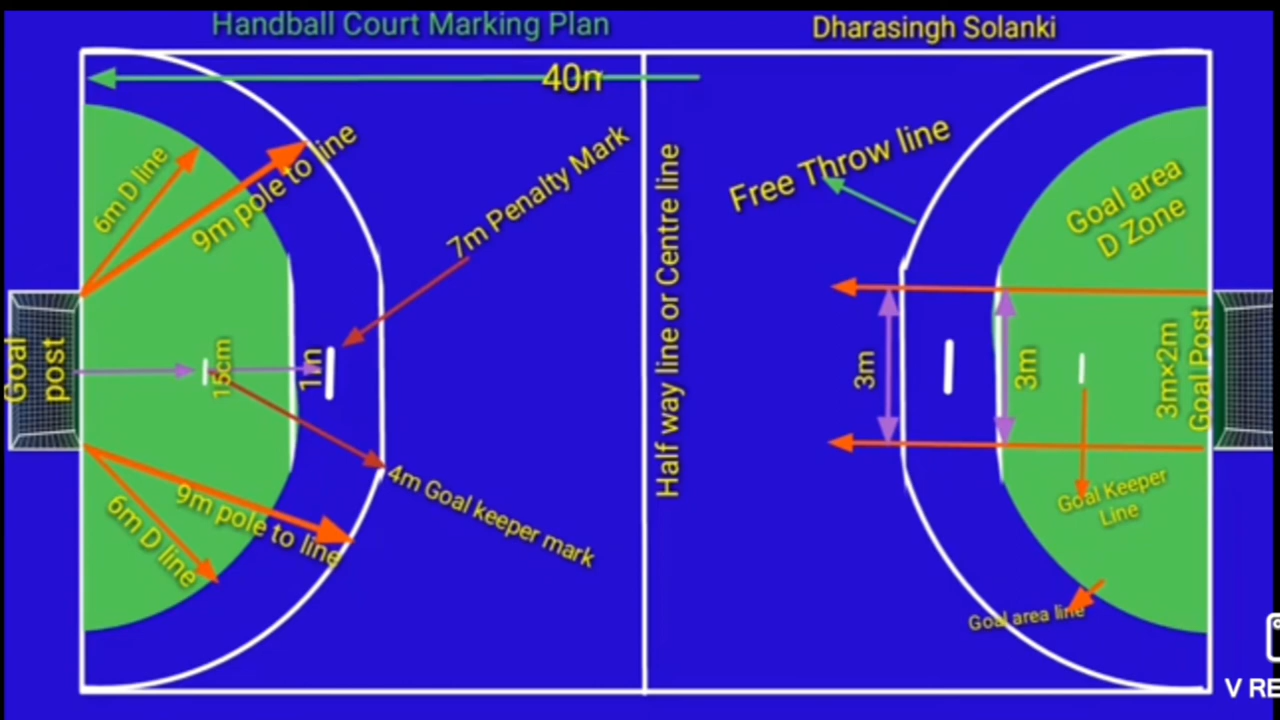 Handball Court Marking Plan
Dharasingh Solanki
40m
6m D line
9m pole to line
7m Penalty Mark
Half way line or Centre line
Free Throw line
Goal area
D Zone
Goal
post
15cm
1m
3m
3m
3m×2m
Goal Post
9m pole to line
6m D line
4m Goal keeper mark
Goal Keeper
Line
Goal area line